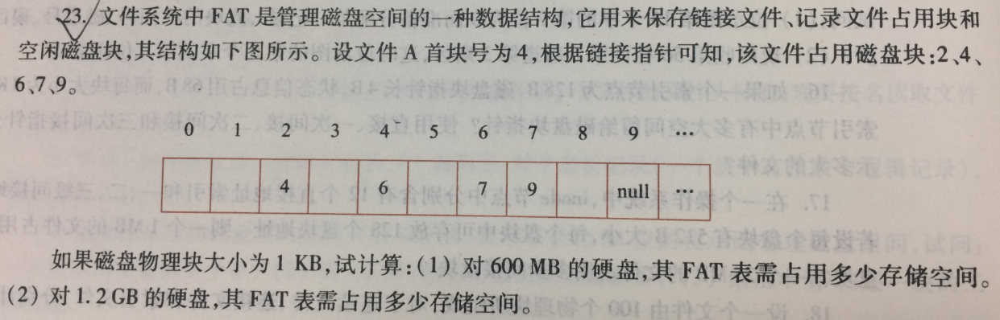 23. 文件系统中 FAT 是管理磁盘空间的一种数据结构,它用来保存链接文件、记录文件占用块和
空闲磁盘块,其结构如下图所示。设文件 A 首块号为4,根据链接指针可知,该文件占用磁盘块:2、4、
6、7、9。
0 1 2 3 4 5 6 7 8 9 …
4 6 7 9 null …
如果磁盘物理块大小为 1 KB,试计算:(1) 对 600 MB 的硬盘,其 FAT 表需占用多少存储空间。
(2) 对 1.2GB 的硬盘,其 FAT 表需占用多少存储空间。